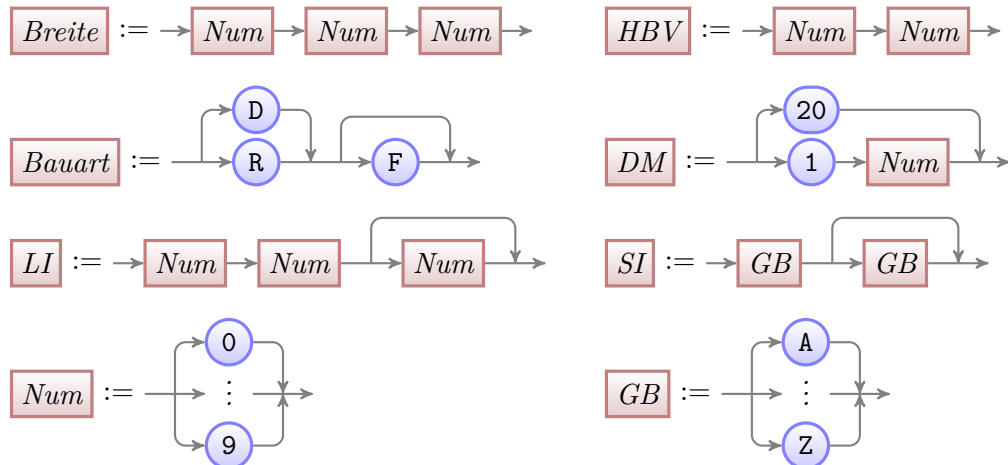 Breite := Num Num Num
HBV := Num Num
Bauart := D R F
DM := 20 1 Num
LI := Num Num Num
SI := GB GB
Num := 0 ⋮ 9
GB := A ⋮ Z